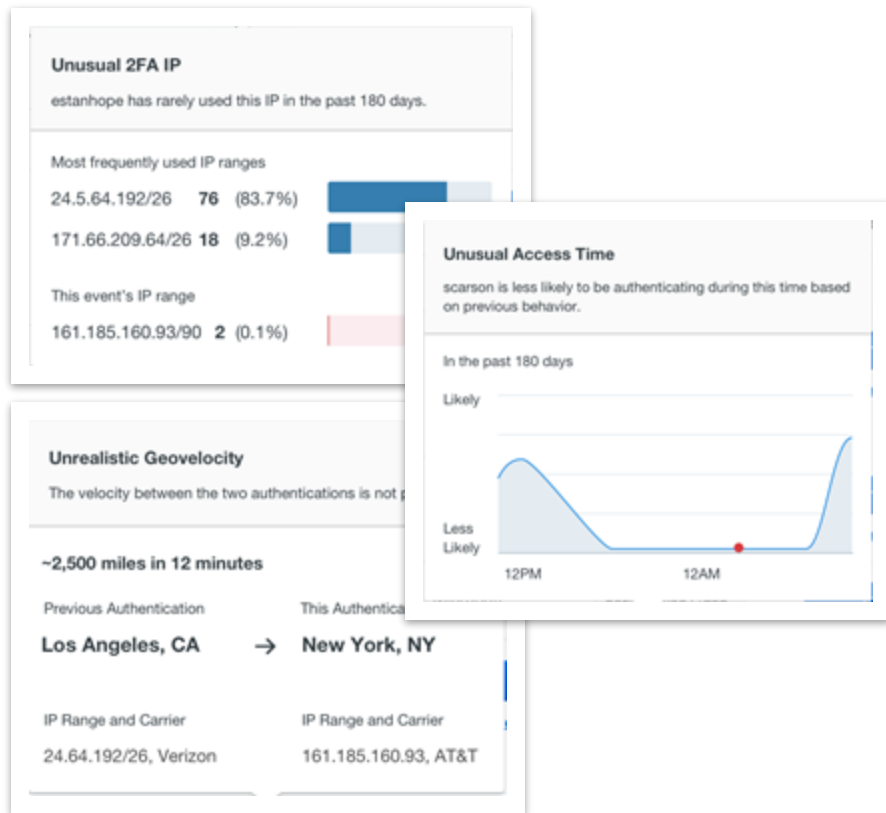 Unusual 2FA IP
estanhope has rarely used this IP in the past 180 days.
Most frequently used IP ranges
24.5.64.192/26 76 (83.7%)
171.66.209.64/26 18 (9.2%)
This event's IP range
161.185.160.93/90 2 (0.1%)
Unusual Access Time
scarson is less likely to be authenticating during this time based
on previous behavior.
In the past 180 days
Likely
Less
Likely
12PM 12AM
Unrealistic Geovelocity
The velocity between the two authentications is not
~2,500 miles in 12 minutes
Previous Authentication This
Los Angeles, CA → New York, NY
IP Range and Carrier IP Range and Carrier
24.64.192/26, Verizon 161.185.160.93, AT&T